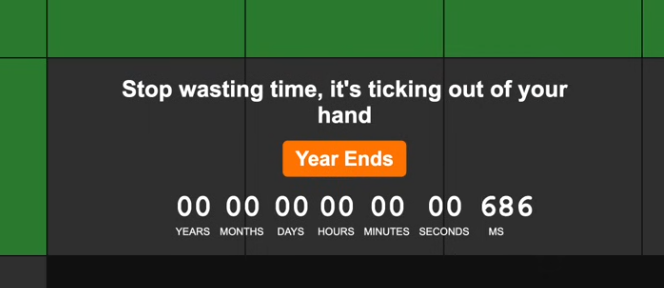 Stop wasting time, it's ticking out of your
hand
Year Ends
00 00 00 00 00 00 686
YEARS MONTHS DAYS HOURS MINUTES SECONDS MS